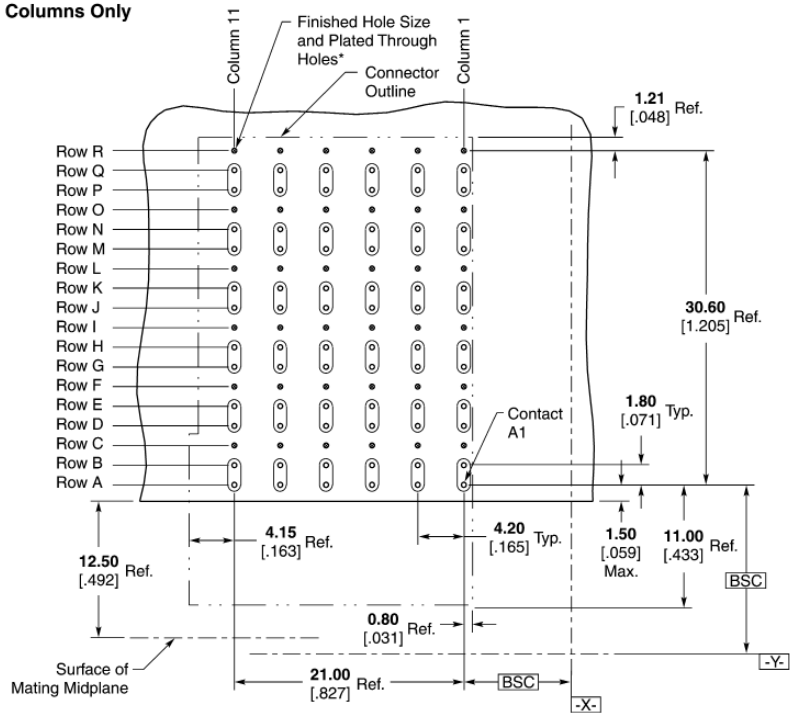 Columns Only
Column 11
Finished Hole Size
and Plated Through
Holes*
Connector
Outline
Column 1
1.21
[.048]
Ref.
Row R
Row Q
Row P
Row O
Row N
Row M
Row L
Row K
Row J
Row I
Row H
Row G
Row F
Row E
Row D
Row C
Row B
Row A
30.60
[1.205]
Ref.
1.80
[.071]
Typ.
Contact
A1
4.15
[.163]
Ref.
4.20
[.165]
Typ.
1.50
[.059]
Max.
11.00
[.433]
Ref.
12.50
[.492]
Ref.
BSC
0.80
[.031]
Ref.
Surface of
Mating Midplane
21.00
[.827]
Ref.
BSC
-Y-
-X-